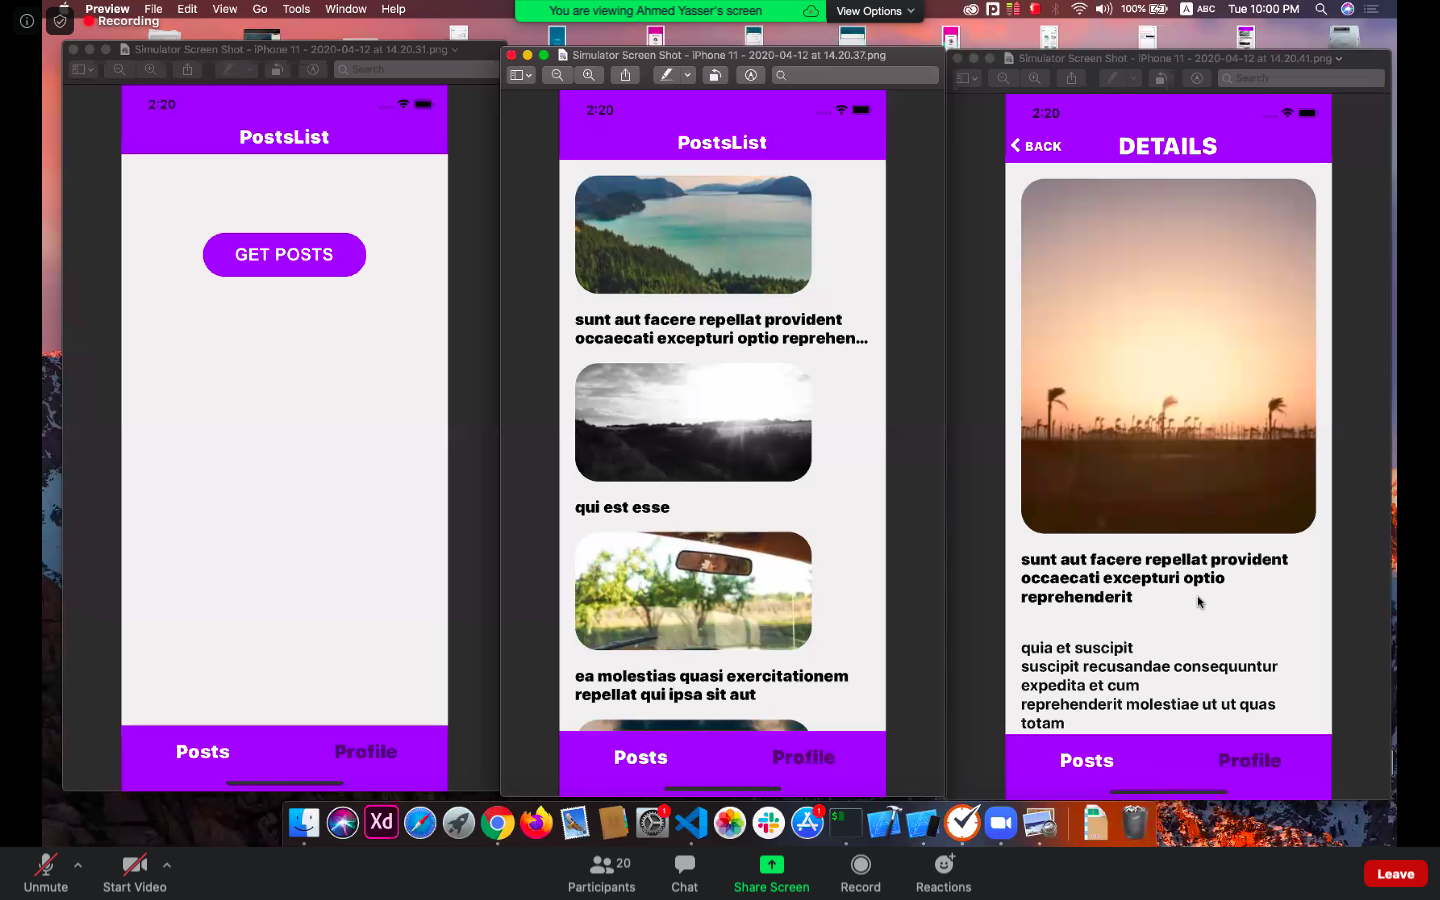 Preview File Edit View Go Tools Window Help
You are viewing Ahmed Yasser's screen
View Options
100%
A ABC
Tue 10:00 PM
Recording
Simulator Screen Shot - iPhone 11 - 2020-04-12 at 14.20.31.png
Search
2:20
PostsList
GET POSTS
Posts
Profile
Simulator Screen Shot - iPhone 11 - 2020-04-12 at 14.20.37.png
2:20
PostsList
sunt aut facere repellat provident
occaecati excepturi optio reprehen...
qui est esse
ea molestias quasi exercitationem
repellat qui ipsa sit aut
Posts
Profile
Simulator Screen Shot - iPhone 11 - 2020-04-12 at 14.20.41.png
Search
2:20
BACK
DETAILS
sunt aut facere repellat provident
occaecati excepturi optio
reprehenderit
quia et suscipit
suscipit recusandae consequuntur
expedita et cum
reprehenderit molestiae ut ut quas
totam
Posts
Profile
Xd
1
1
$
Unmute
Start Video
Participants
20
Chat
Share Screen
Record
Reactions
Leave